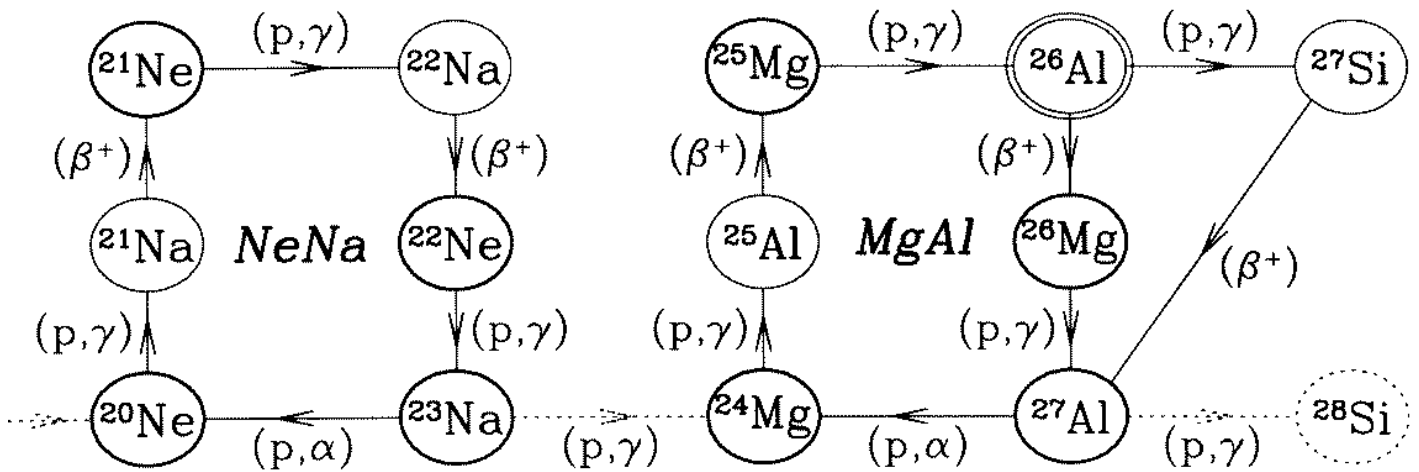 (p,γ) (p,γ) (p,γ)
²¹Ne ²²Na ²⁵Mg ²⁶Al ²⁷Si
(β⁺) (β⁺) (β⁺) (β⁺)
²¹Na NeNa ²²Ne ²⁵Al MgAl ²⁶Mg (β⁺)
(p,γ) (p,γ) (p,γ) (p,γ)
²⁰Ne ²³Na ²⁴Mg ²⁷Al ²⁸Si
(p,α) (p,γ) (p,α) (p,γ)